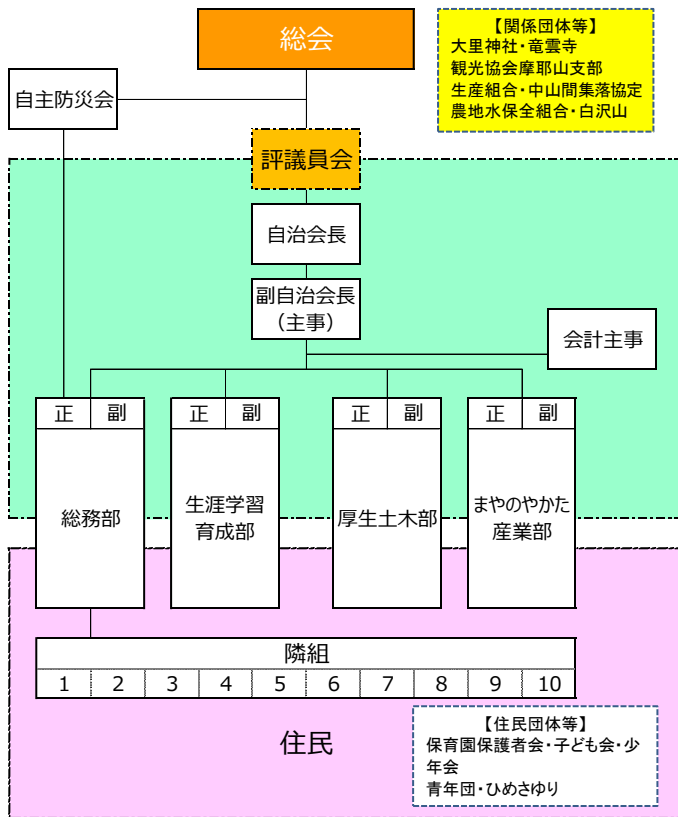 総会
【関係団体等】
大里神社・竜雲寺
観光協会摩耶山支部
生産組合・中山間集落協定
農地水保全組合・白沢山
自主防災会
評議員会
自治会長
副自治会長
（主事）
会計主事
正 副 正 副 正 副 正 副
総務部
生涯学習
育成部
厚生土木部
まやのやかた
産業部
隣組
1 2 3 4 5 6 7 8 9 10
住民
【住民団体等】
保育園保護者会・子ども会・少
年会
青年団・ひめさゆり